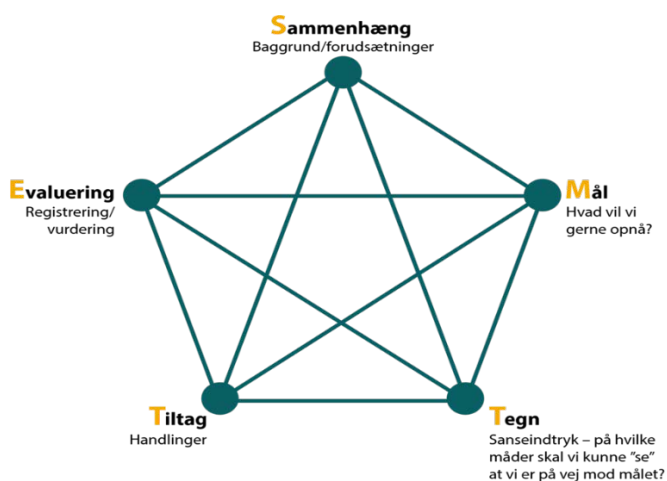 Sammenhæng
Baggrund/forudsætninger
Evaluering
Registrering/
vurdering
Mål
Hvad vil vi
gerne opnå?
Tiltag
Handlinger
Tegn
Sanseindtryk – på hvilke
måder skal vi kunne ”se”
at vi er på vej mod målet?